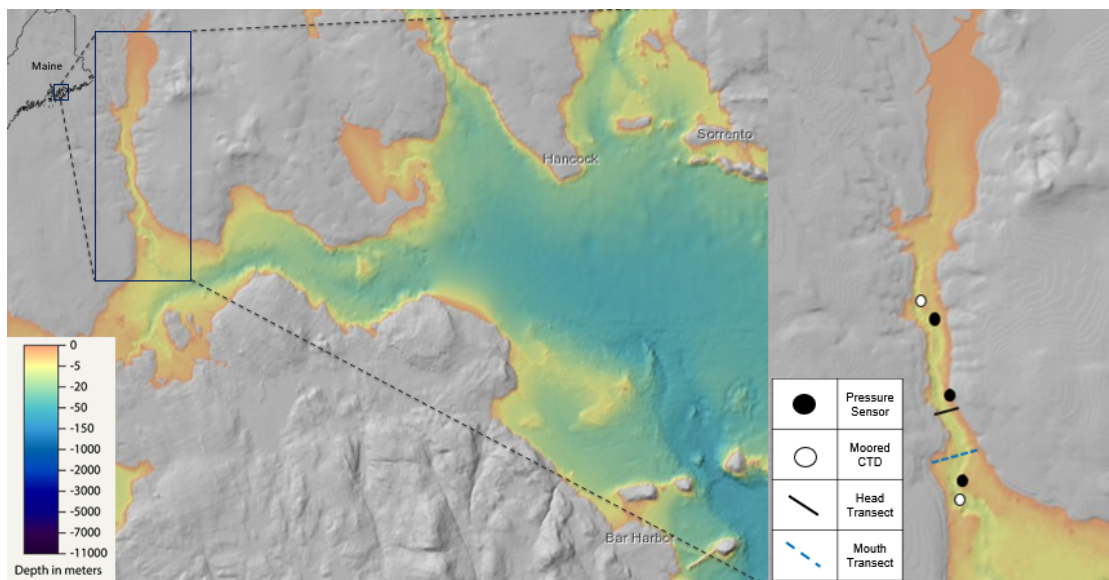 Maine
Hancock
Sorrento
Bar Harbor
0
-5
-20
-50
-150
-1000
-2000
-3000
-5000
-7000
-11000
Depth in meters
Pressure
Sensor
Moored
CTD
Head
Transect
Mouth
Transect